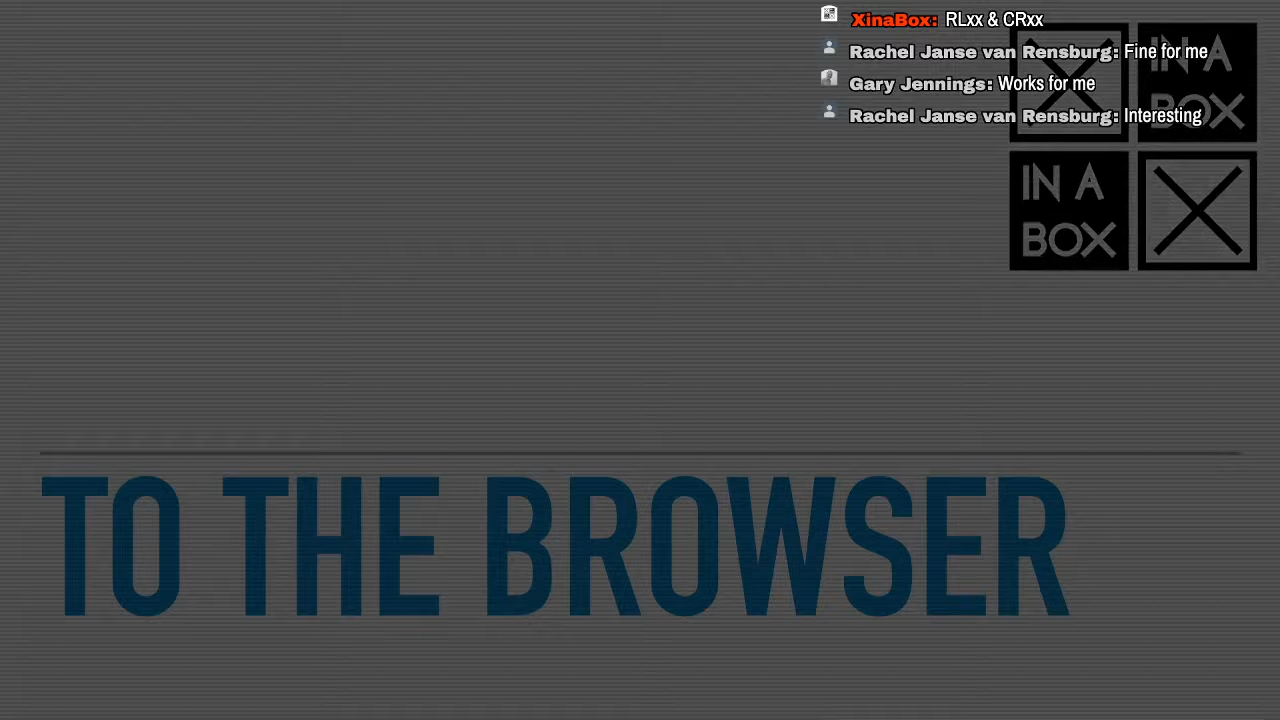 XinaBox: RLxx & CRxx
Rachel Janse van Rensburg: Fine for me
Gary Jennings: Works for me
Rachel Janse van Rensburg: Interesting
IN A
BOX
IN A
BOX
TO THE BROWSER